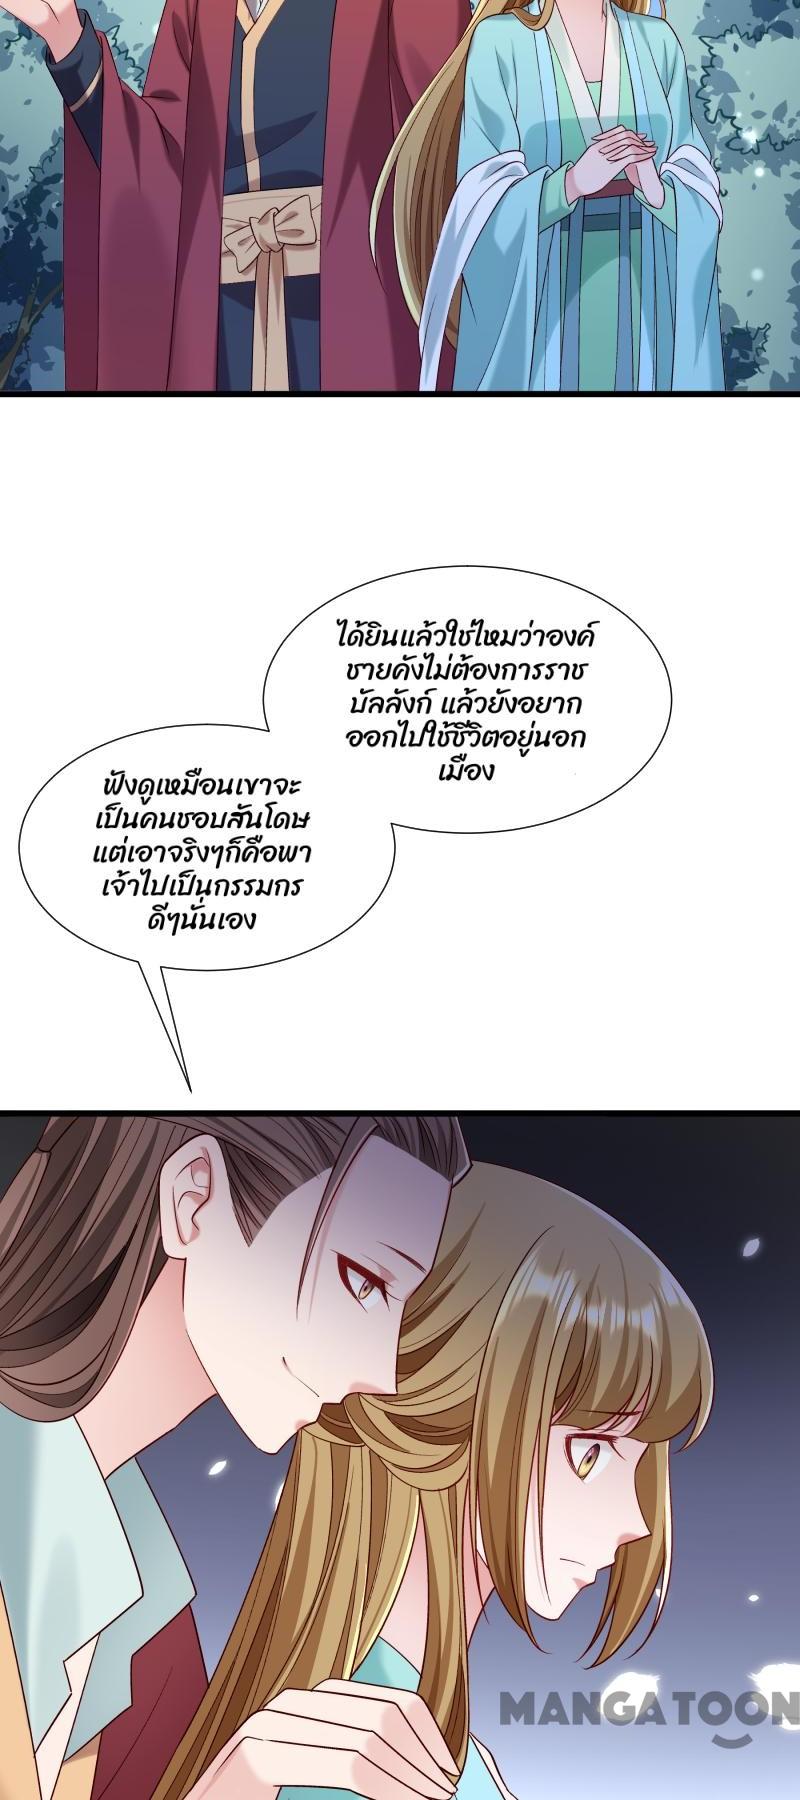 ได้ยินแล้วใช่ไหมว่าองค์
ชายคังไม่ต้องการราช
บัลลังก์ แล้วยังอยาก
ออกไปใช้ชีวิตอยู่นอก
เมือง
ฟังดูเหมือนเขาจะ
เป็นคนชอบสันโดษ
แต่เอาจริงๆก็คือพา
เจ้าไปเป็นกรรมกร
ดีๆนั่นเอง
MANGATOON